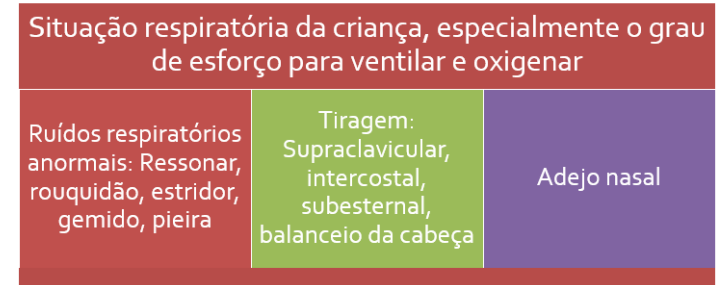 Situação respiratória da criança, especialmente o grau
de esforço para ventilar e oxigenar
Ruídos respiratórios
anormais: Ressonar,
rouquidão, estridor,
gemido, pieira
Tiragem:
Supraclavicular,
intercostal,
subesternal,
balanceio da cabeça
Adejo nasal